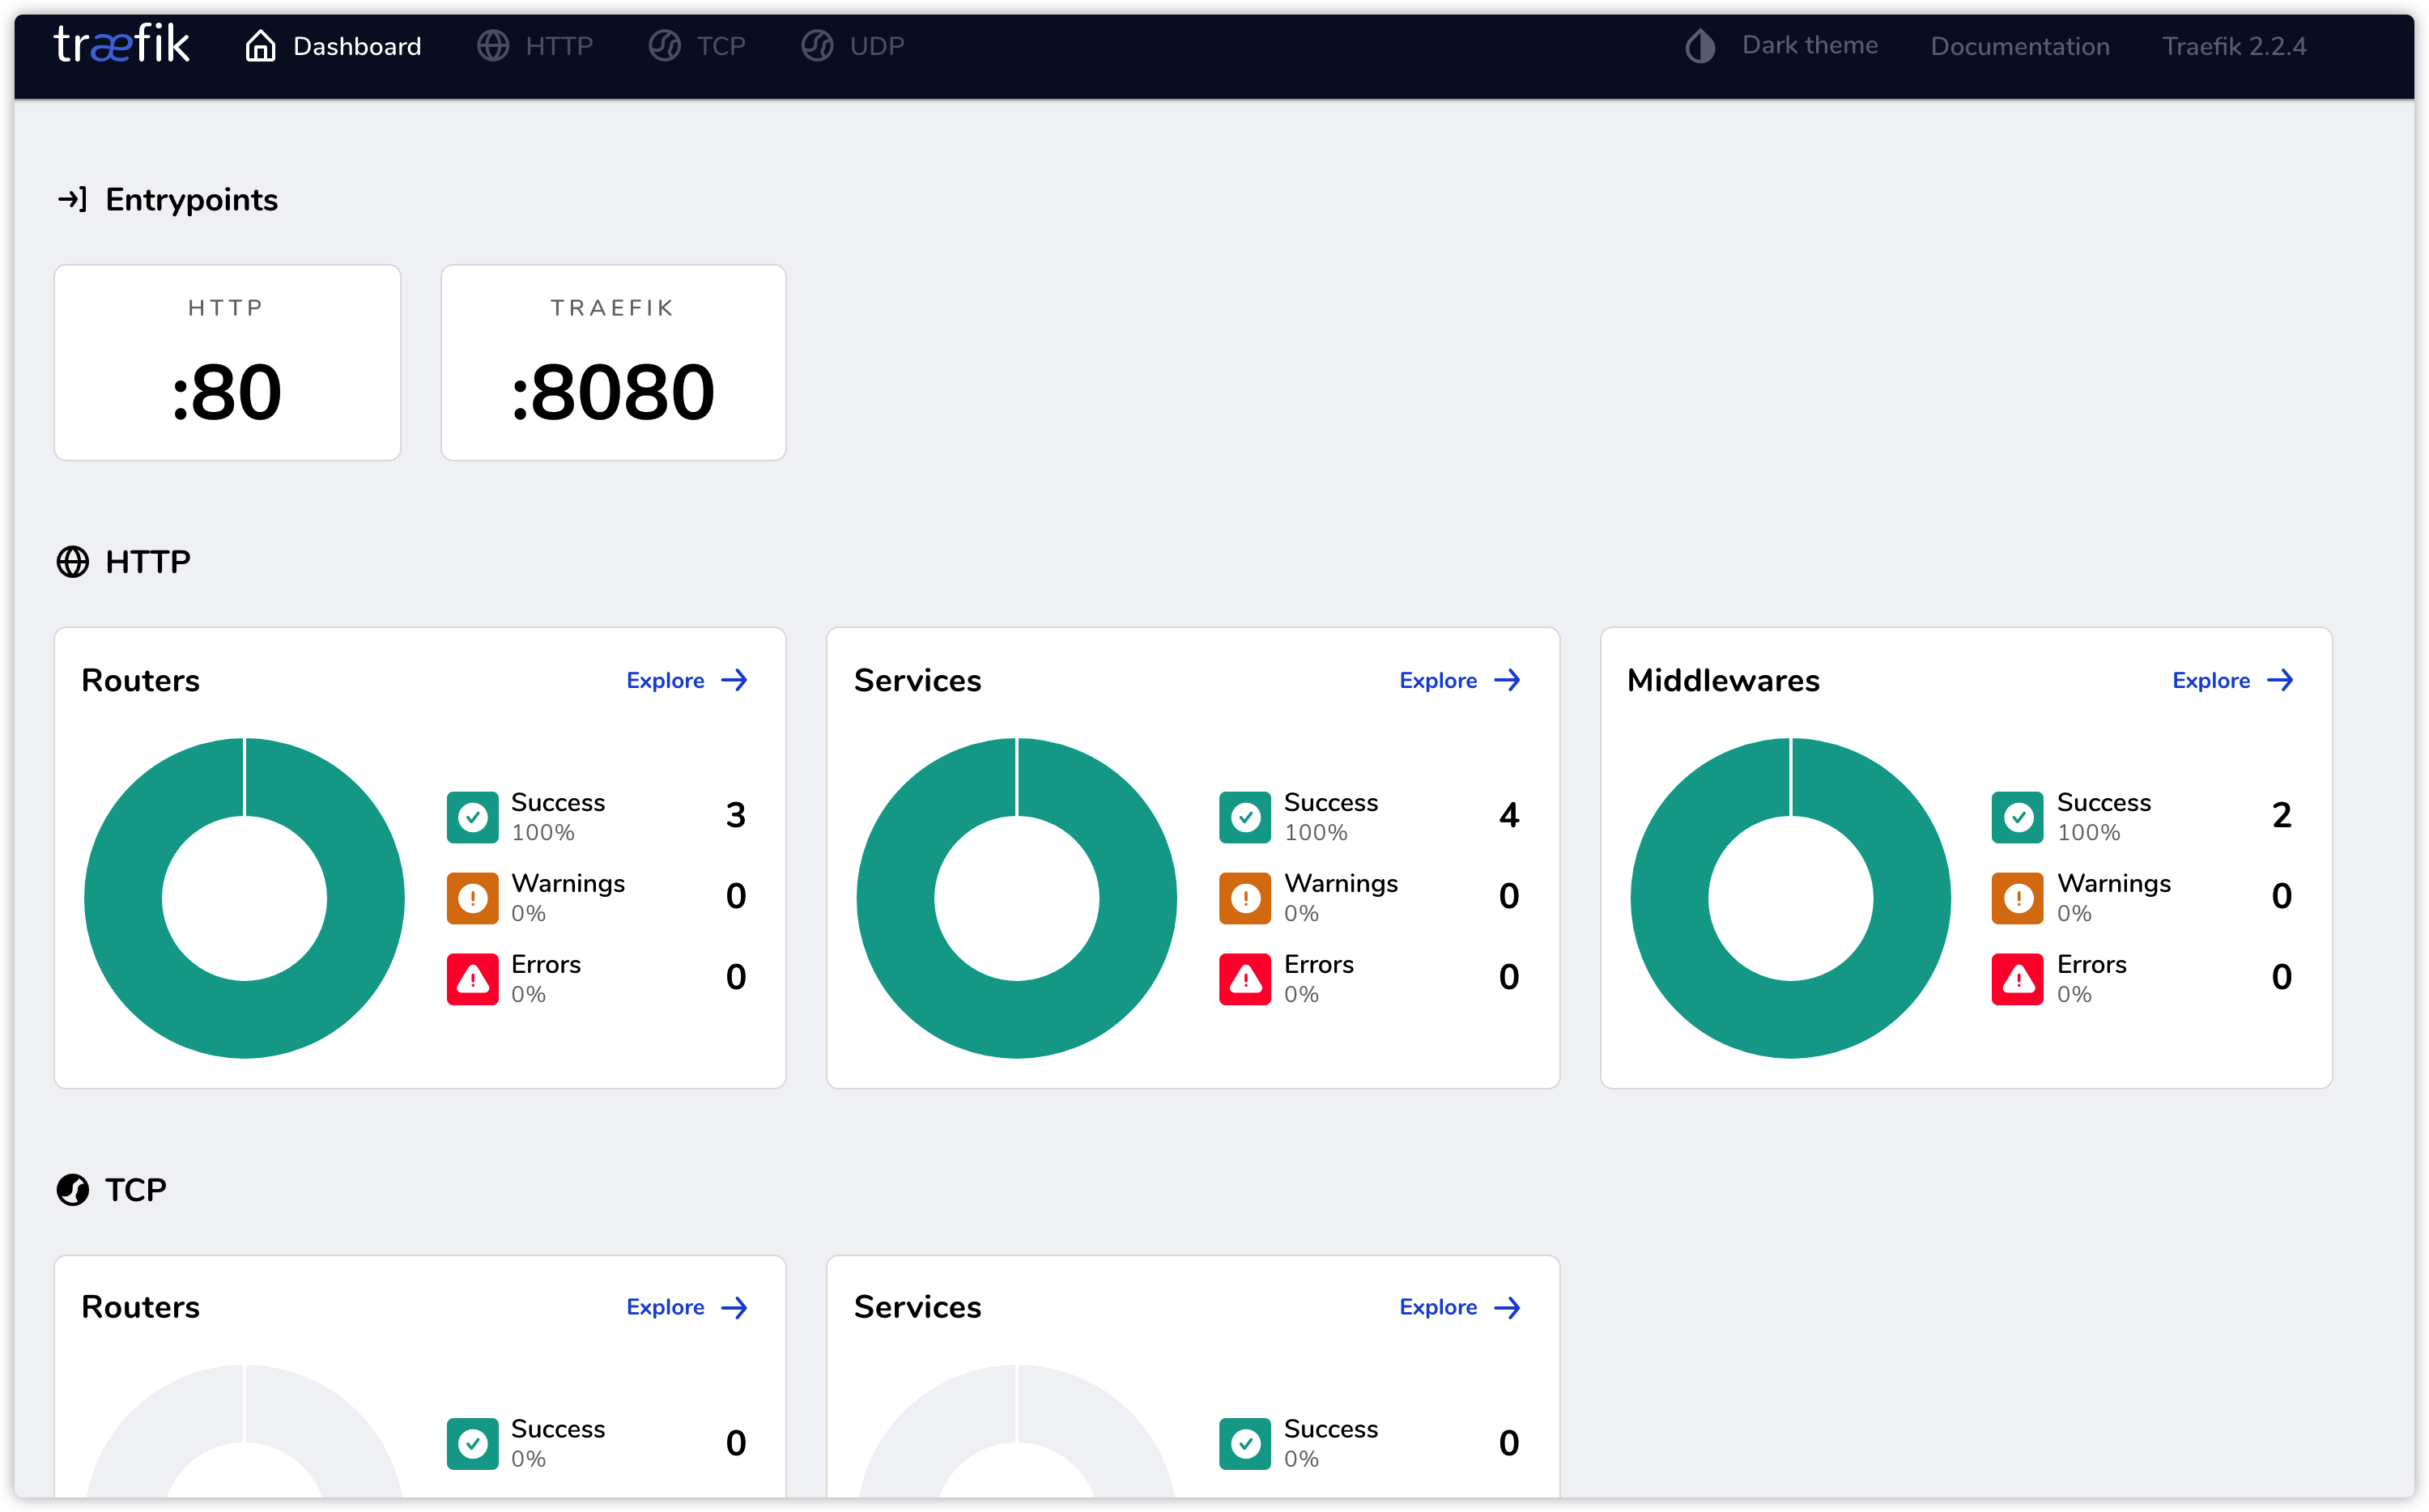 træfik Dashboard HTTP TCP UDP Dark theme Documentation Traefik 2.2.4
Entrypoints
HTTP TRAEFIK
:80 :8080
HTTP
Routers Explore Services Explore Middlewares Explore
Success 3 Success 4 Success 2
100% 100% 100%
Warnings 0 Warnings 0 Warnings 0
0% 0% 0%
Errors 0 Errors 0 Errors 0
0% 0% 0%
TCP
Routers Explore Services Explore
Success 0 Success 0
0% 0%